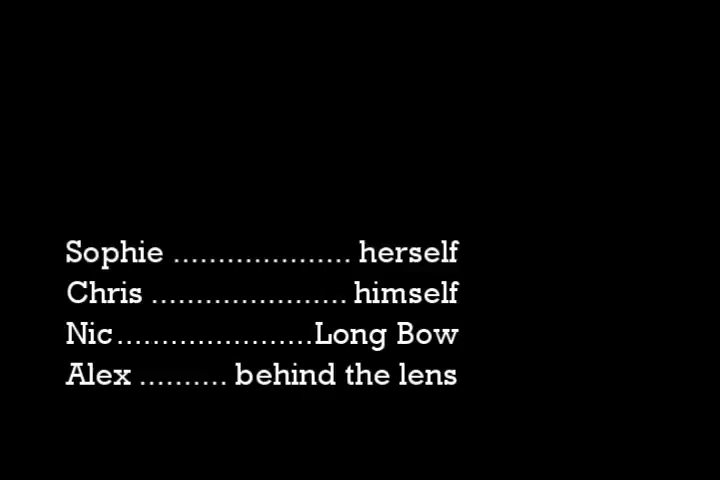 Sophie .................... herself
Chris ...................... himself
Nic......................Long Bow
Alex .......... behind the lens